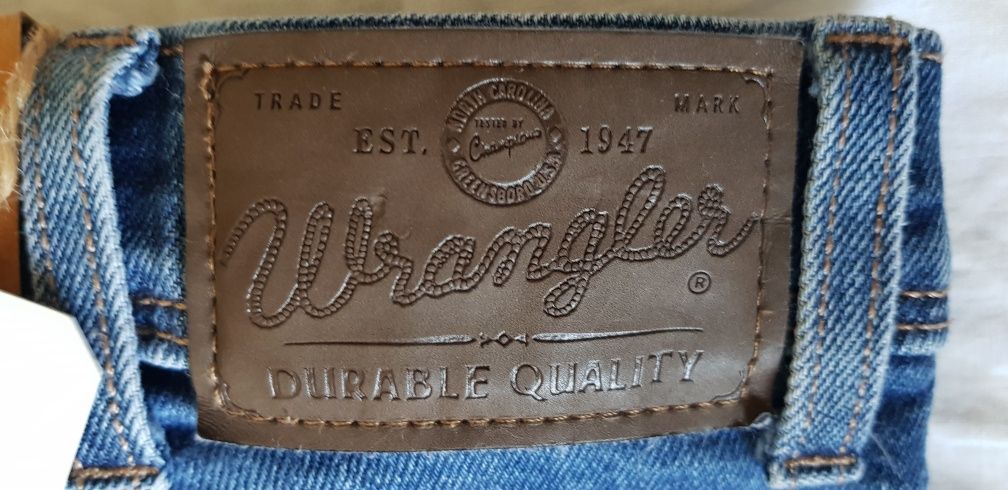 TRADE MARK
NORTH CAROLINA
EST. TESTED BY 1947
Champions
GREENSBORO, U.S.A.
Wrangler ®
DURABLE QUALITY